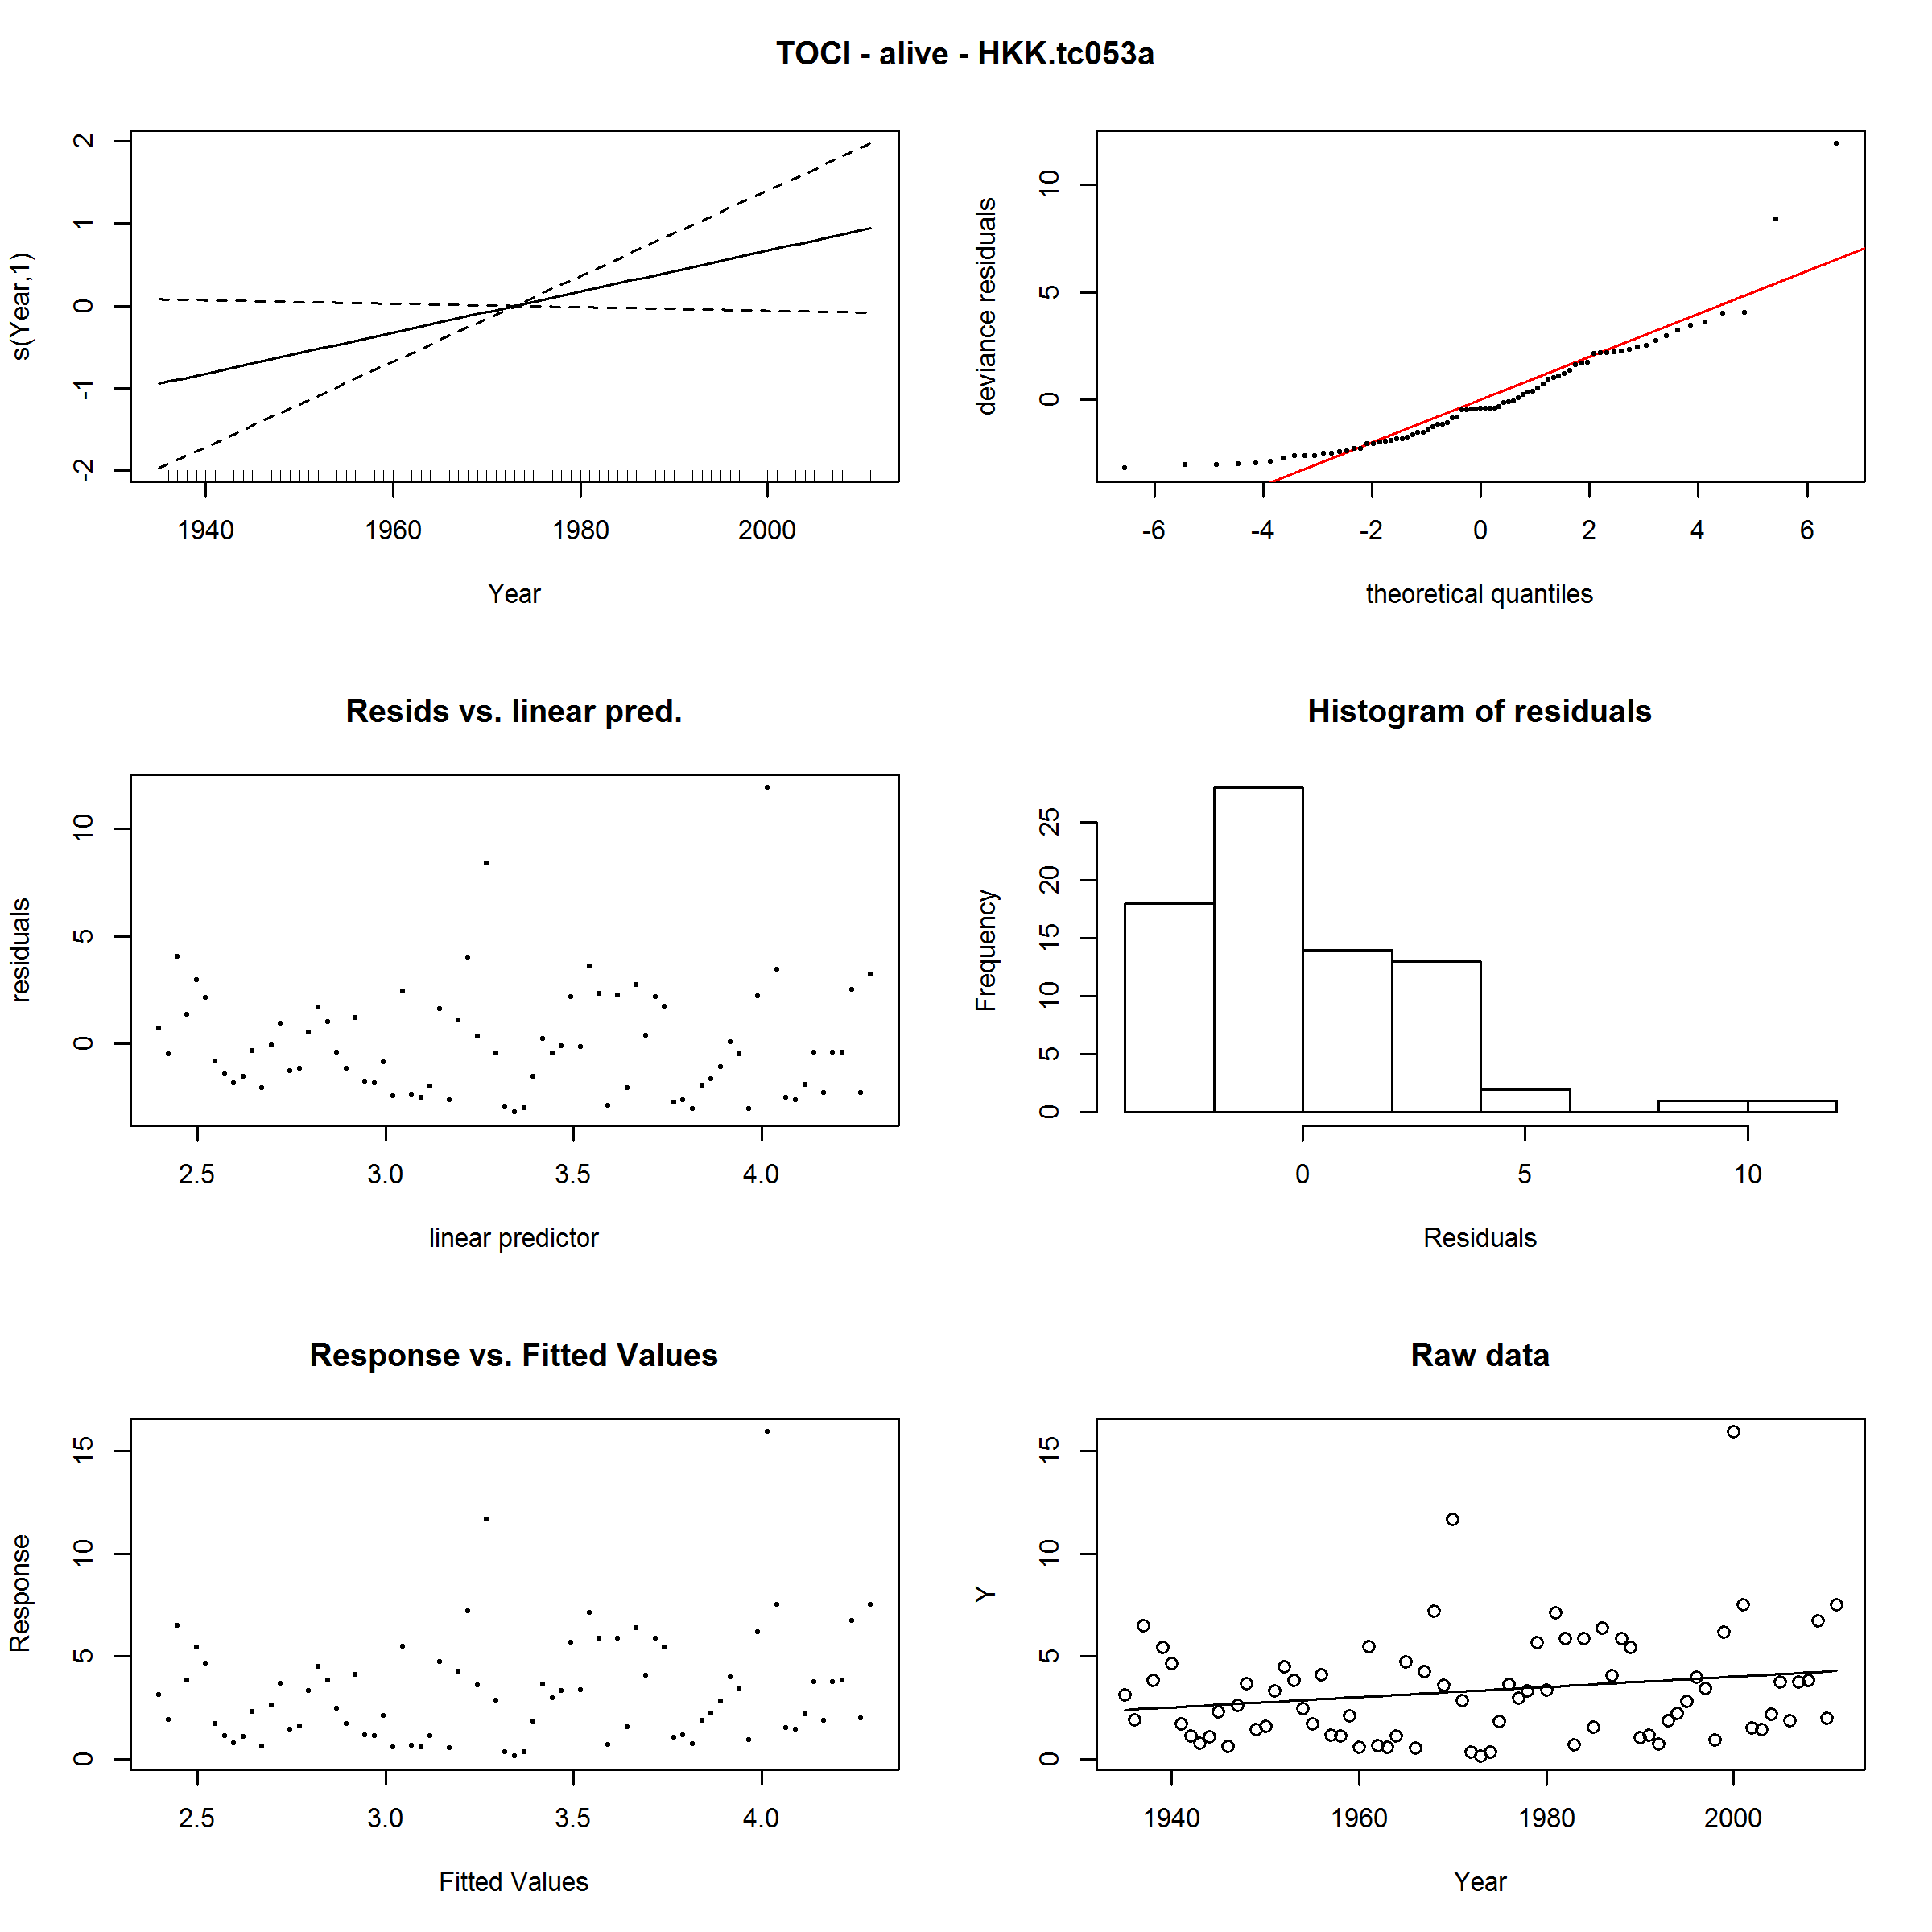 TOCI - alive - HKK.tc053a
s(Year,1)
2
1
0
-1
-2
1940 1960 1980 2000
Year
deviance residuals
10
5
0
-6 -4 -2 0 2 4 6
theoretical quantiles
Resids vs. linear pred.
residuals
10
5
0
2.5 3.0 3.5 4.0
linear predictor
Histogram of residuals
Frequency
25
20
15
10
5
0
0 5 10
Residuals
Response vs. Fitted Values
Response
15
10
5
0
2.5 3.0 3.5 4.0
Fitted Values
Raw data
Y
15
10
5
0
1940 1960 1980 2000
Year